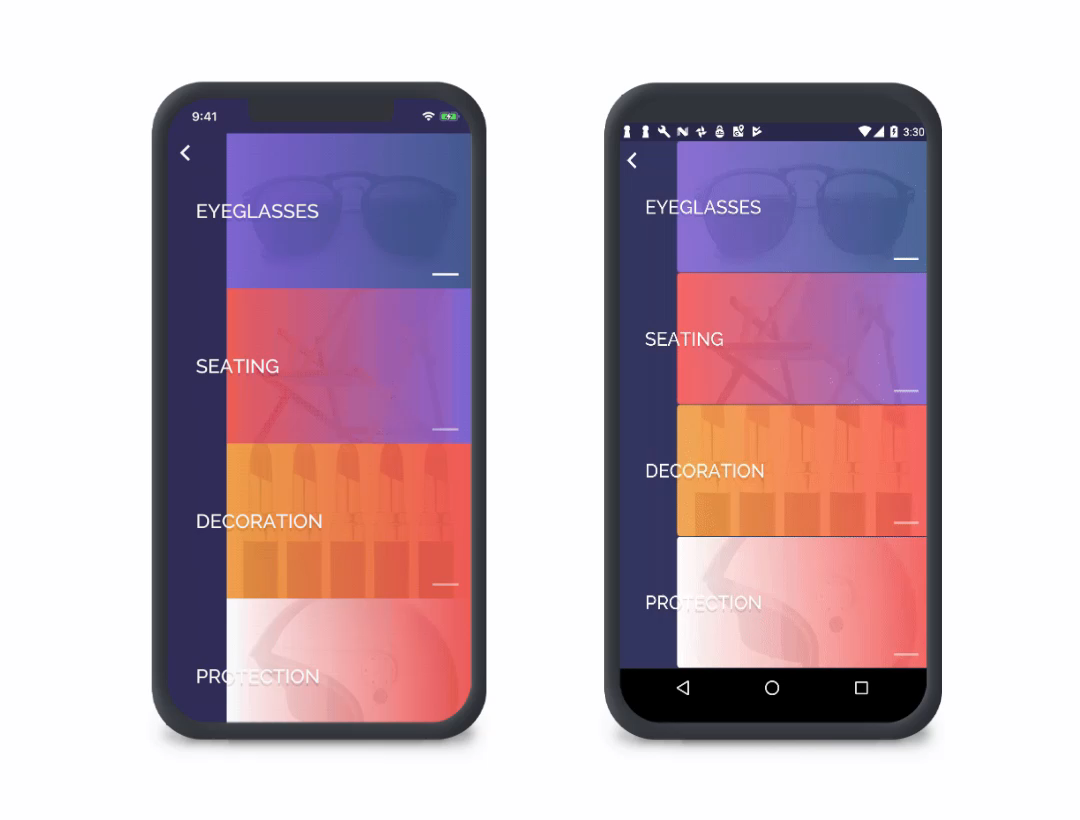 9:41
EYEGLASSES
SEATING
DECORATION
PROTECTION
3:30
EYEGLASSES
SEATING
DECORATION
PROTECTION